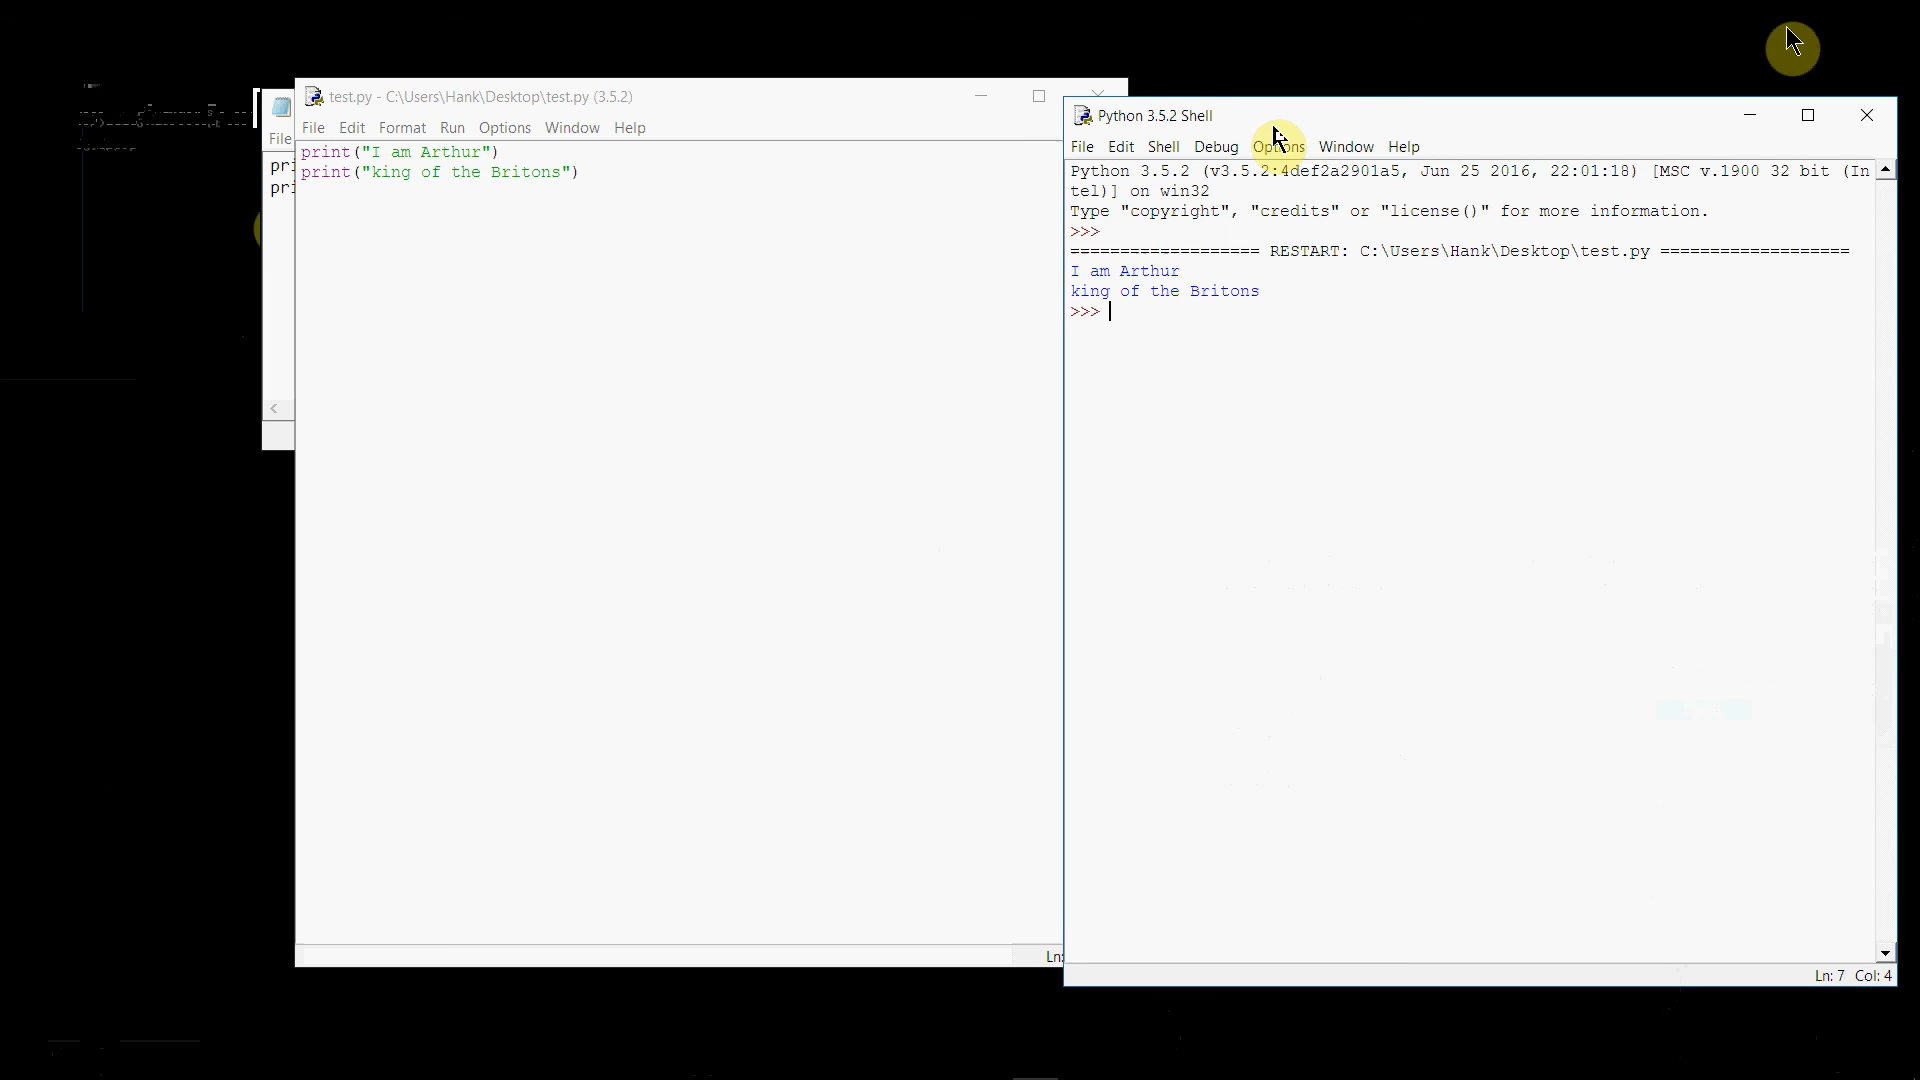 test.py - C:\Users\Hank\Desktop\test.py (3.5.2)
File Edit Format Run Options Window Help
print("I am Arthur")
print("king of the Britons")
Ln:
File
pri
pri
Python 3.5.2 Shell
File Edit Shell Debug Options Window Help
Python 3.5.2 (v3.5.2:4def2a2901a5, Jun 25 2016, 22:01:18) [MSC v.1900 32 bit (In
tel)] on win32
Type "copyright", "credits" or "license()" for more information.
>>>
=================== RESTART: C:\Users\Hank\Desktop\test.py ===================
I am Arthur
king of the Britons
>>>
Ln: 7 Col: 4